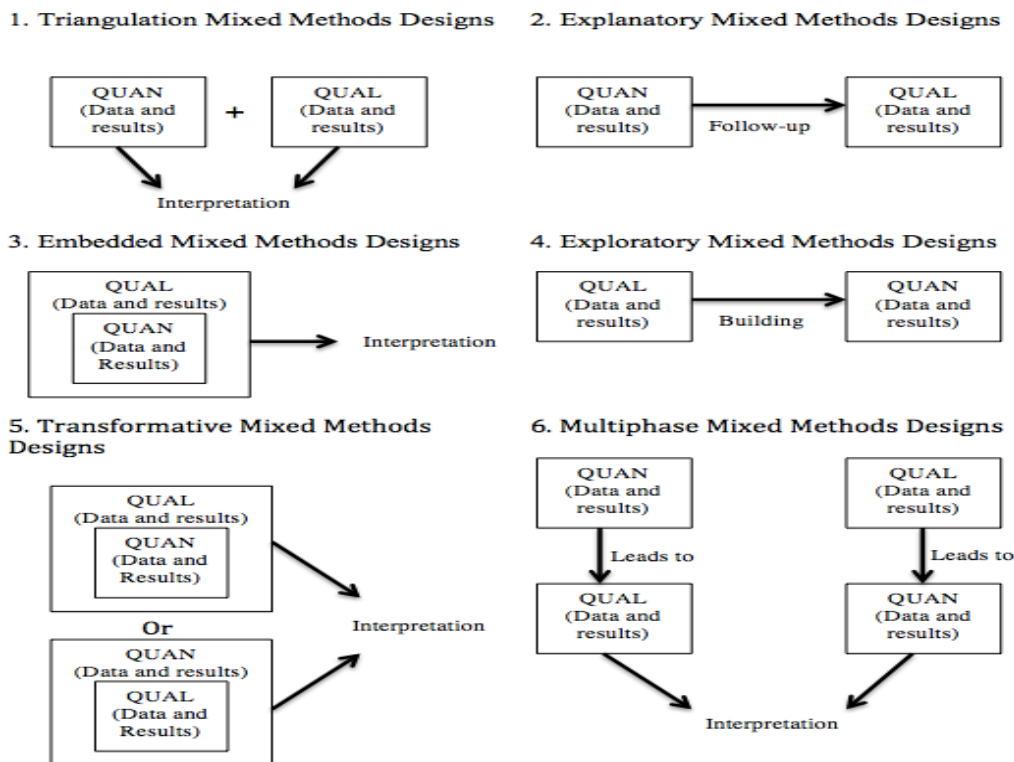 1. Triangulation Mixed Methods Designs
QUAN
(Data and
results)
+
QUAL
(Data and
results)
Interpretation
2. Explanatory Mixed Methods Designs
QUAN
(Data and
results)
Follow-up
QUAL
(Data and
results)
3. Embedded Mixed Methods Designs
QUAL
(Data and results)
QUAN
(Data and
Results)
Interpretation
4. Exploratory Mixed Methods Designs
QUAL
(Data and
results)
Building
QUAN
(Data and
results)
5. Transformative Mixed Methods
Designs
QUAL
(Data and results)
QUAN
(Data and
Results)
Or
QUAN
(Data and results)
QUAL
(Data and
Results)
Interpretation
6. Multiphase Mixed Methods Designs
QUAN
(Data and
results)
Leads to
QUAL
(Data and
results)
QUAL
(Data and
results)
Leads to
QUAN
(Data and
results)
Interpretation